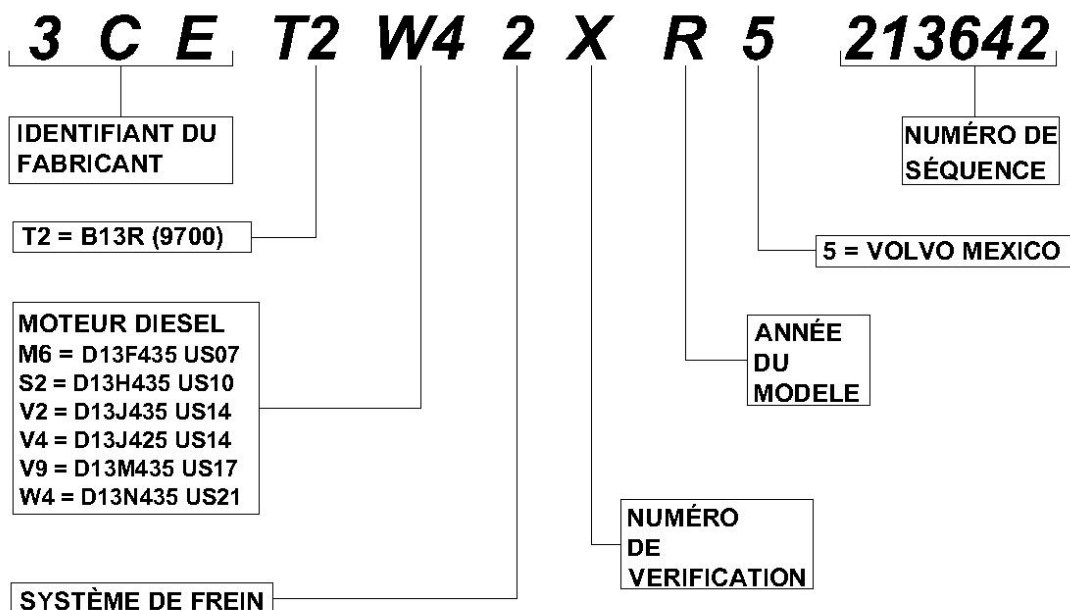 3 C E T2 W4 2 X R 5 213642
IDENTIFIANT DU
FABRICANT
NUMÉRO DE
SÉQUENCE
T2 = B13R (9700)
5 = VOLVO MEXICO
MOTEUR DIESEL
M6 = D13F435 US07
S2 = D13H435 US10
V2 = D13J435 US14
V4 = D13J425 US14
V9 = D13M435 US17
W4 = D13N435 US21
ANNÉE
DU
MODELE
NUMÉRO
DE
VERIFICATION
SYSTÈME DE FREIN